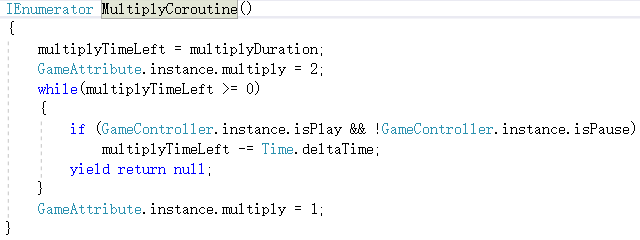 IEnumerator MultiplyCoroutine()
{
    multiplyTimeLeft = multiplyDuration;
    GameAttribute.instance.multiply = 2;
    while(multiplyTimeLeft >= 0)
    {
        if (GameController.instance.isPlay && !GameController.instance.isPause)
            multiplyTimeLeft -= Time.deltaTime;
        yield return null;
    }
    GameAttribute.instance.multiply = 1;
}